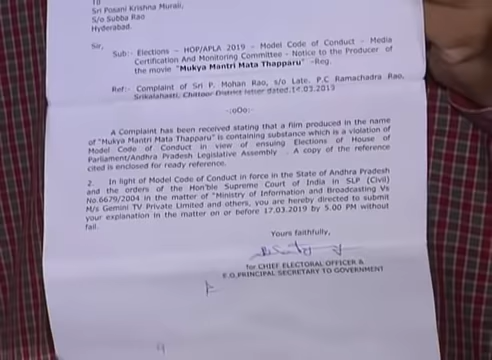 To
Sri Posani Krishna Murali,
S/o Subba Rao
Hyderabad.
Sir,
Sub:- Elections - HOP/APLA 2019 - Model Code of Conduct - Media
Certification And Monitoring Committee - Notice to the Producer of
the movie "Mukya Mantri Mata Thapparu" -Reg.
Ref:- Complaint of Sri P. Mohan Rao, S/o Late. P.C Ramachadra Rao,
Srikalahasti, Chatoor District letter dated.14.03.2019
-:oOo:-
A Complaint has been received stating that a film produced in the name
of "Mukya Mantri Mata Thapparu" is containing substance which is a violation of
Model Code of Conduct in view of ensuing Elections of House of
Parliament/Andhra Pradesh Legislative Assembly . A copy of the reference
cited is enclosed for ready reference.
2. In light of Model Code of Conduct in force in the State of Andhra Pradesh
and the orders of the Hon'ble Supreme Court of India in SLP (Civil)
No.6679/2004 in the matter of "Ministry of Information and Broadcasting Vs
M/s Gemini TV Private Limited and others, you are hereby directed to submit
your explanation in the matter on or before 17.03.2019 by 5.00 PM without
fail.
Yours faithfully,
for CHIEF ELECTORAL OFFICER &
E.O.PRINCIPAL SECRETARY TO GOVERNMENT